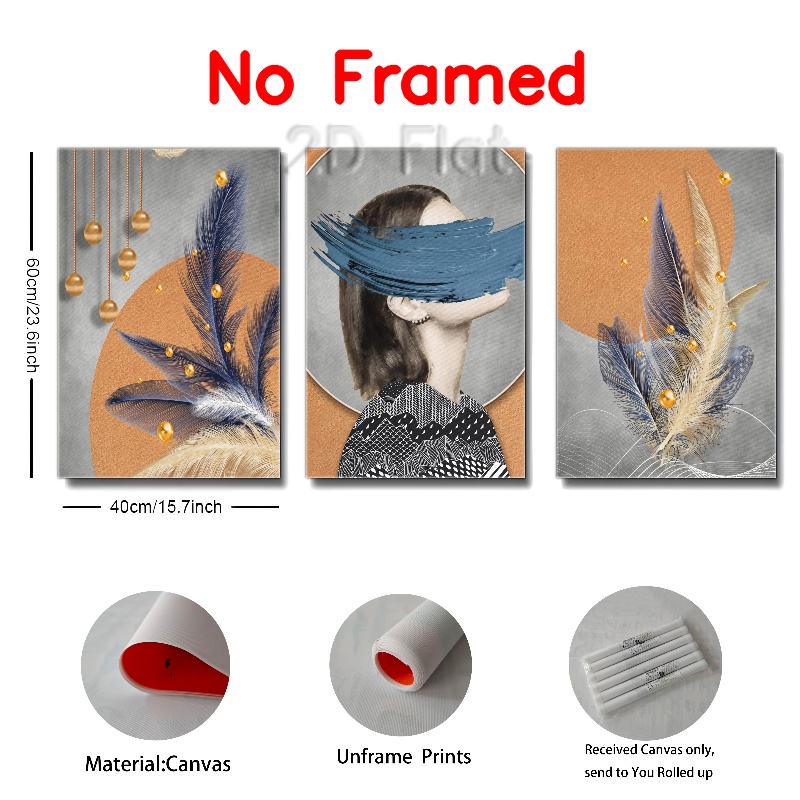 No Framed
2D Flat
60cm/23.6inch
40cm/15.7inch
Material:Canvas
Unframe Prints
Received Canvas only,
send to You Rolled up